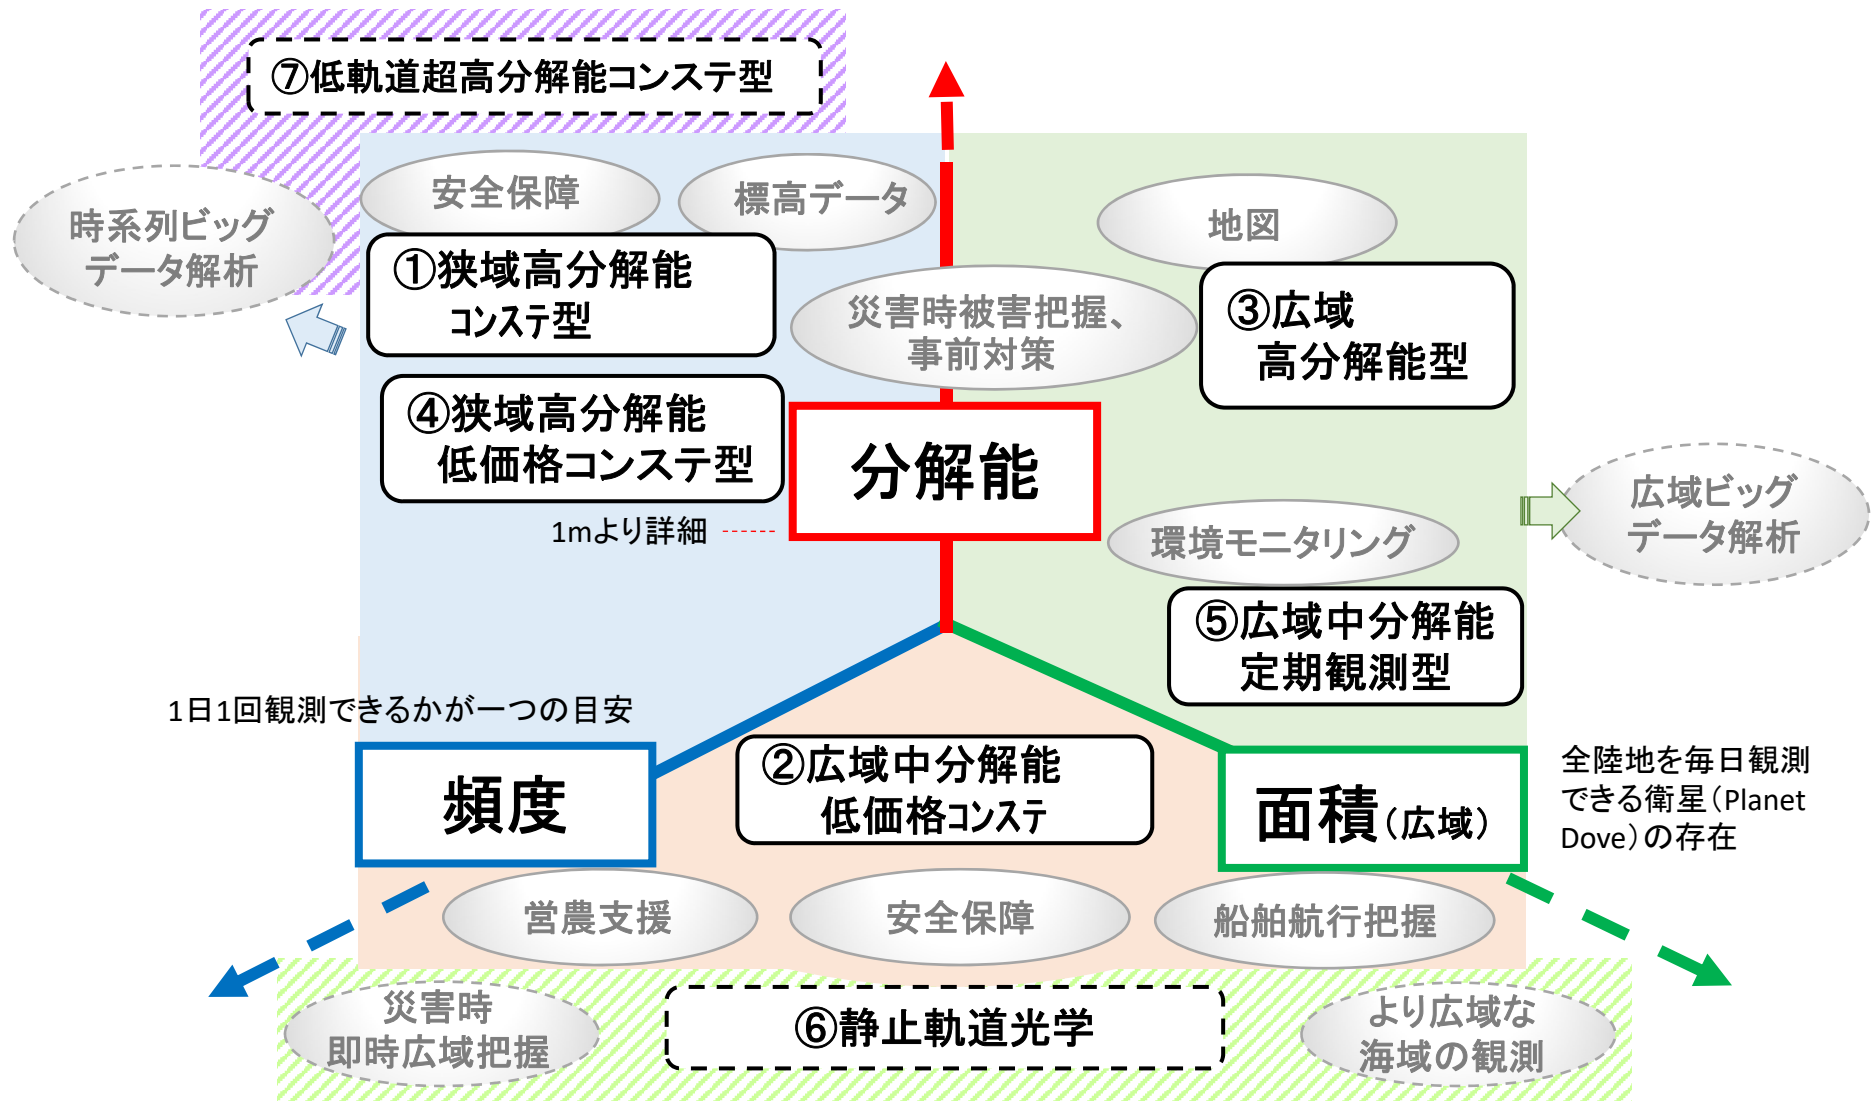 ⑦低軌道超高分解能コンステ型
安全保障
標高データ
地図
時系列ビッグ
データ解析
①狭域高分解能
コンステ型
災害時被害把握、
事前対策
③広域
高分解能型
④狭域高分解能
低価格コンステ型
分解能
1mより詳細
環境モニタリング
広域ビッグ
データ解析
⑤広域中分解能
定期観測型
1日1回観測できるかが一つの目安
頻度
②広域中分解能
低価格コンステ
面積（広域）
全陸地を毎日観測
できる衛星（Planet
Dove）の存在
営農支援
安全保障
船舶航行把握
災害時
即時広域把握
⑥静止軌道光学
より広域な
海域の観測